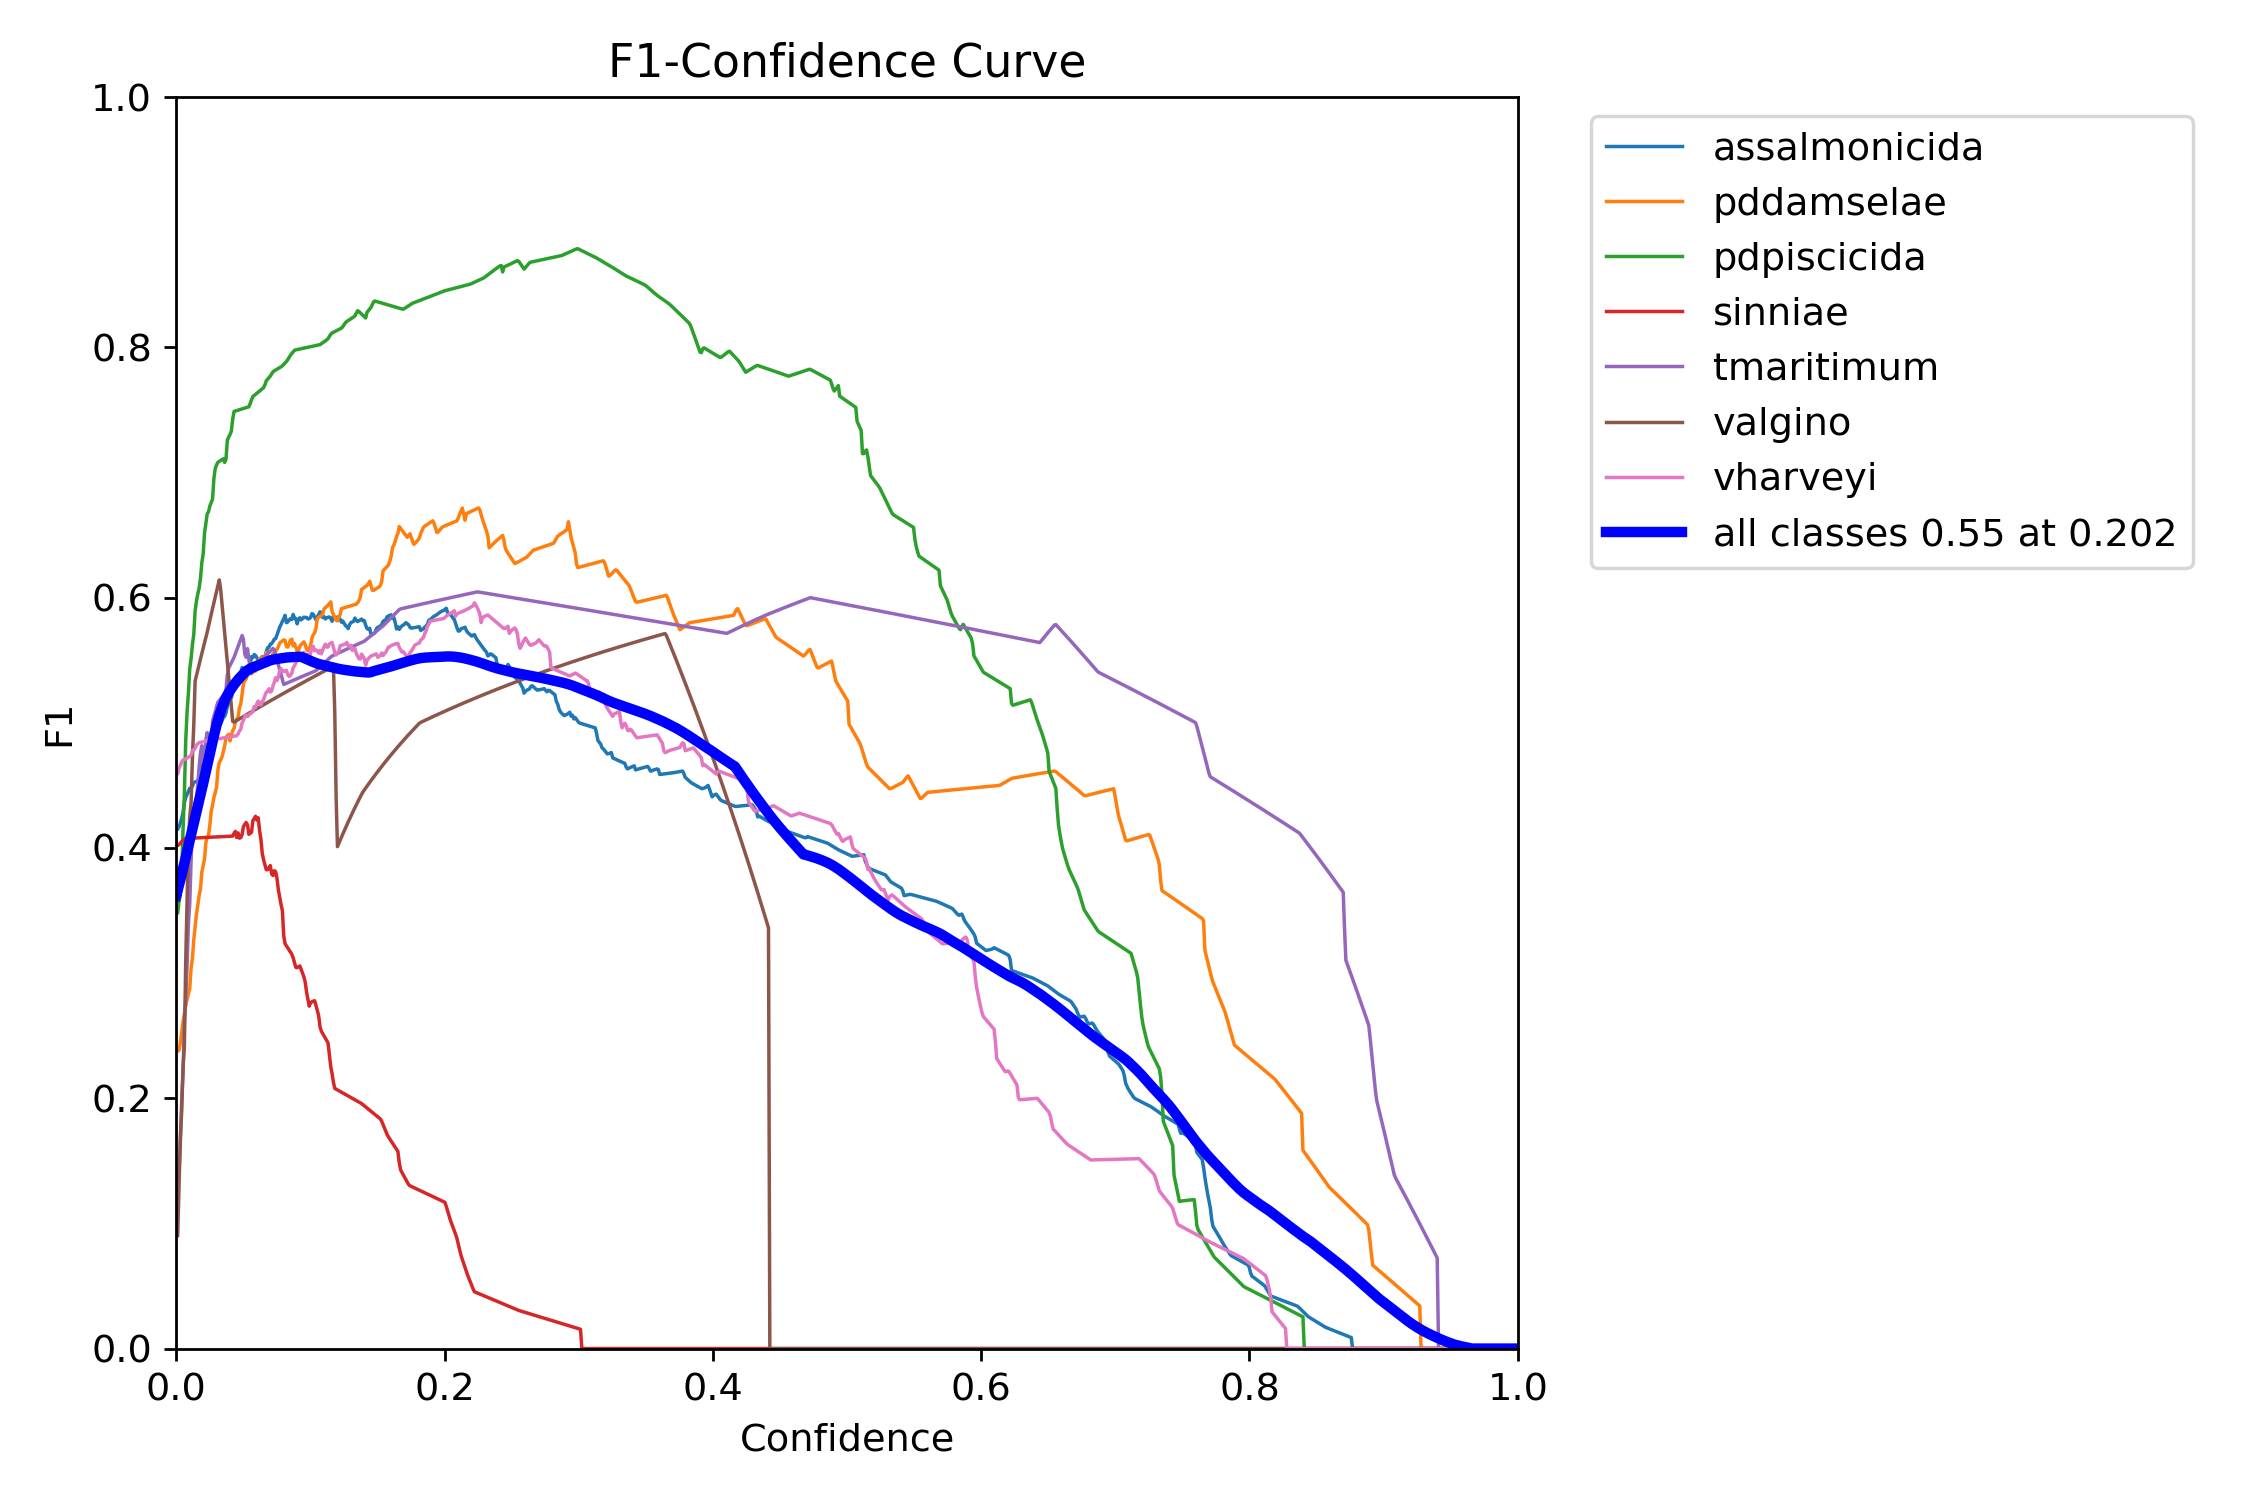 F1-Confidence Curve
1.0
0.8
0.6
0.4
0.2
0.0
F1
0.0 0.2 0.4 0.6 0.8 1.0
Confidence
assalmonicida
pddamselae
pdpiscicida
sinniae
tmaritimum
valgino
vharveyi
all classes 0.55 at 0.202